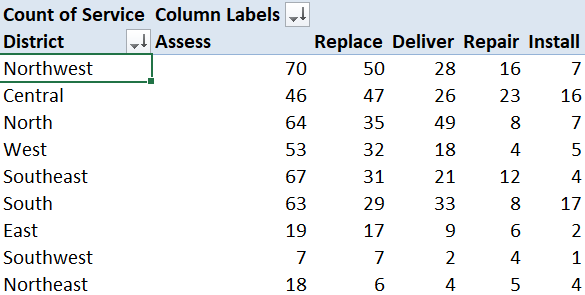 Count of Service Column Labels
District Assess Replace Deliver Repair Install
Northwest 70 50 28 16 7
Central 46 47 26 23 16
North 64 35 49 8 7
West 53 32 18 4 5
Southeast 67 31 21 12 4
South 63 29 33 8 17
East 19 17 9 6 2
Southwest 7 7 2 4 1
Northeast 18 6 4 5 4